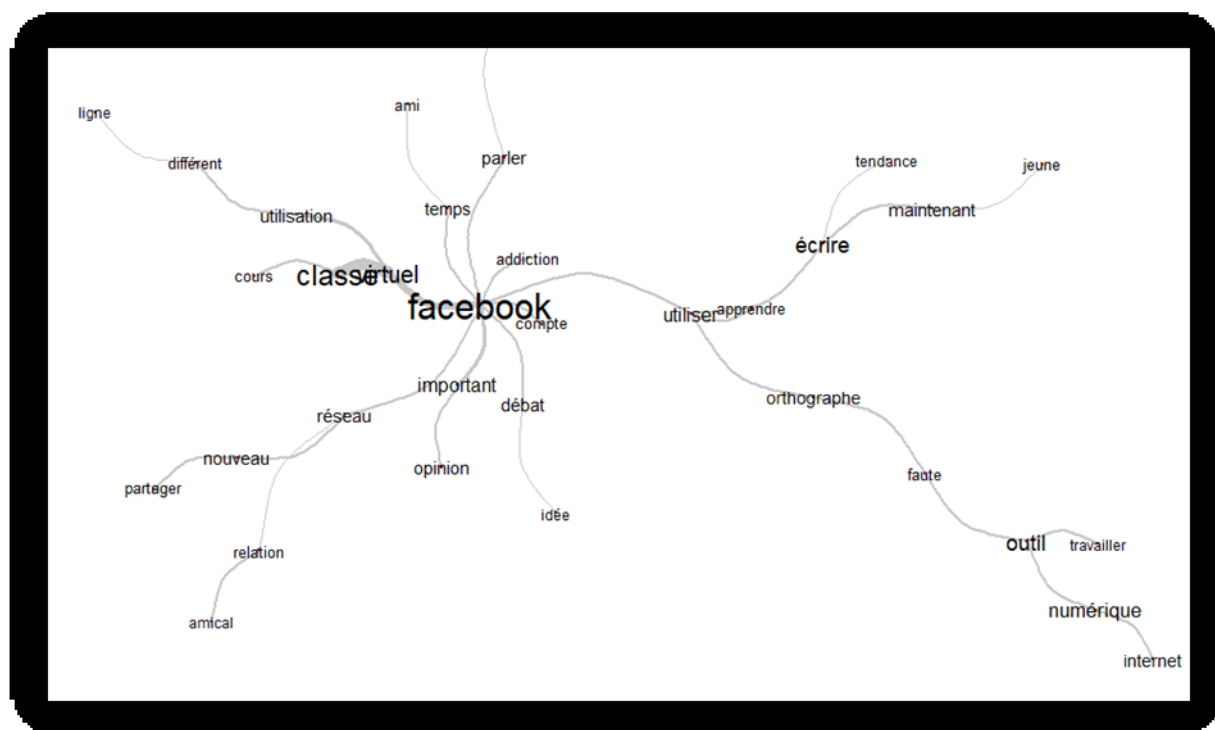 ami
ligne
parler
différent
tendance
jeune
temps
maintenant
utilisation
écrire
addiction
cours
classe
virtuel
facebook
apprendre
utiliser
compte
important
orthographe
débat
réseau
nouveau
opinion
faute
partager
idée
outil
travailler
relation
numérique
amical
internet